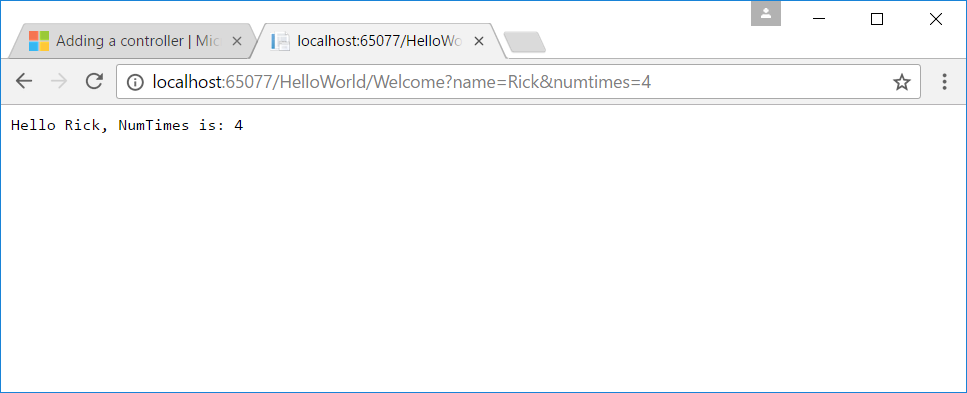 Adding a controller | Mic
localhost:65077/HelloWo
localhost:65077/HelloWorld/Welcome?name=Rick&numtimes=4
Hello Rick, NumTimes is: 4